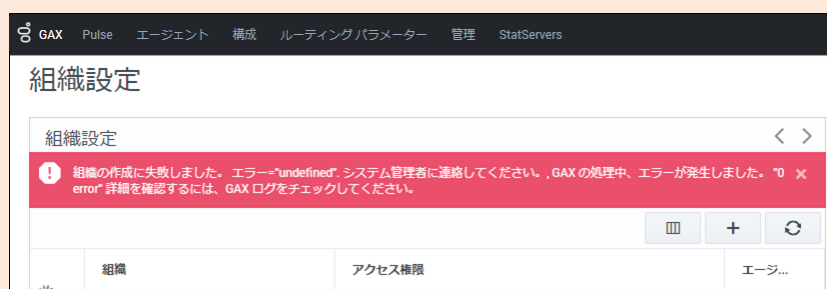 GAX Pulse エージェント 構成 ルーティング パラメーター 管理 StatServers
組織設定
組織設定
組織の作成に失敗しました。 エラー="undefined". システム管理者に連絡してください。, GAX の処理中、エラーが発生しました。 "0
error" 詳細を確認するには、GAX ログをチェックしてください。
組織 アクセス権限 エージ...